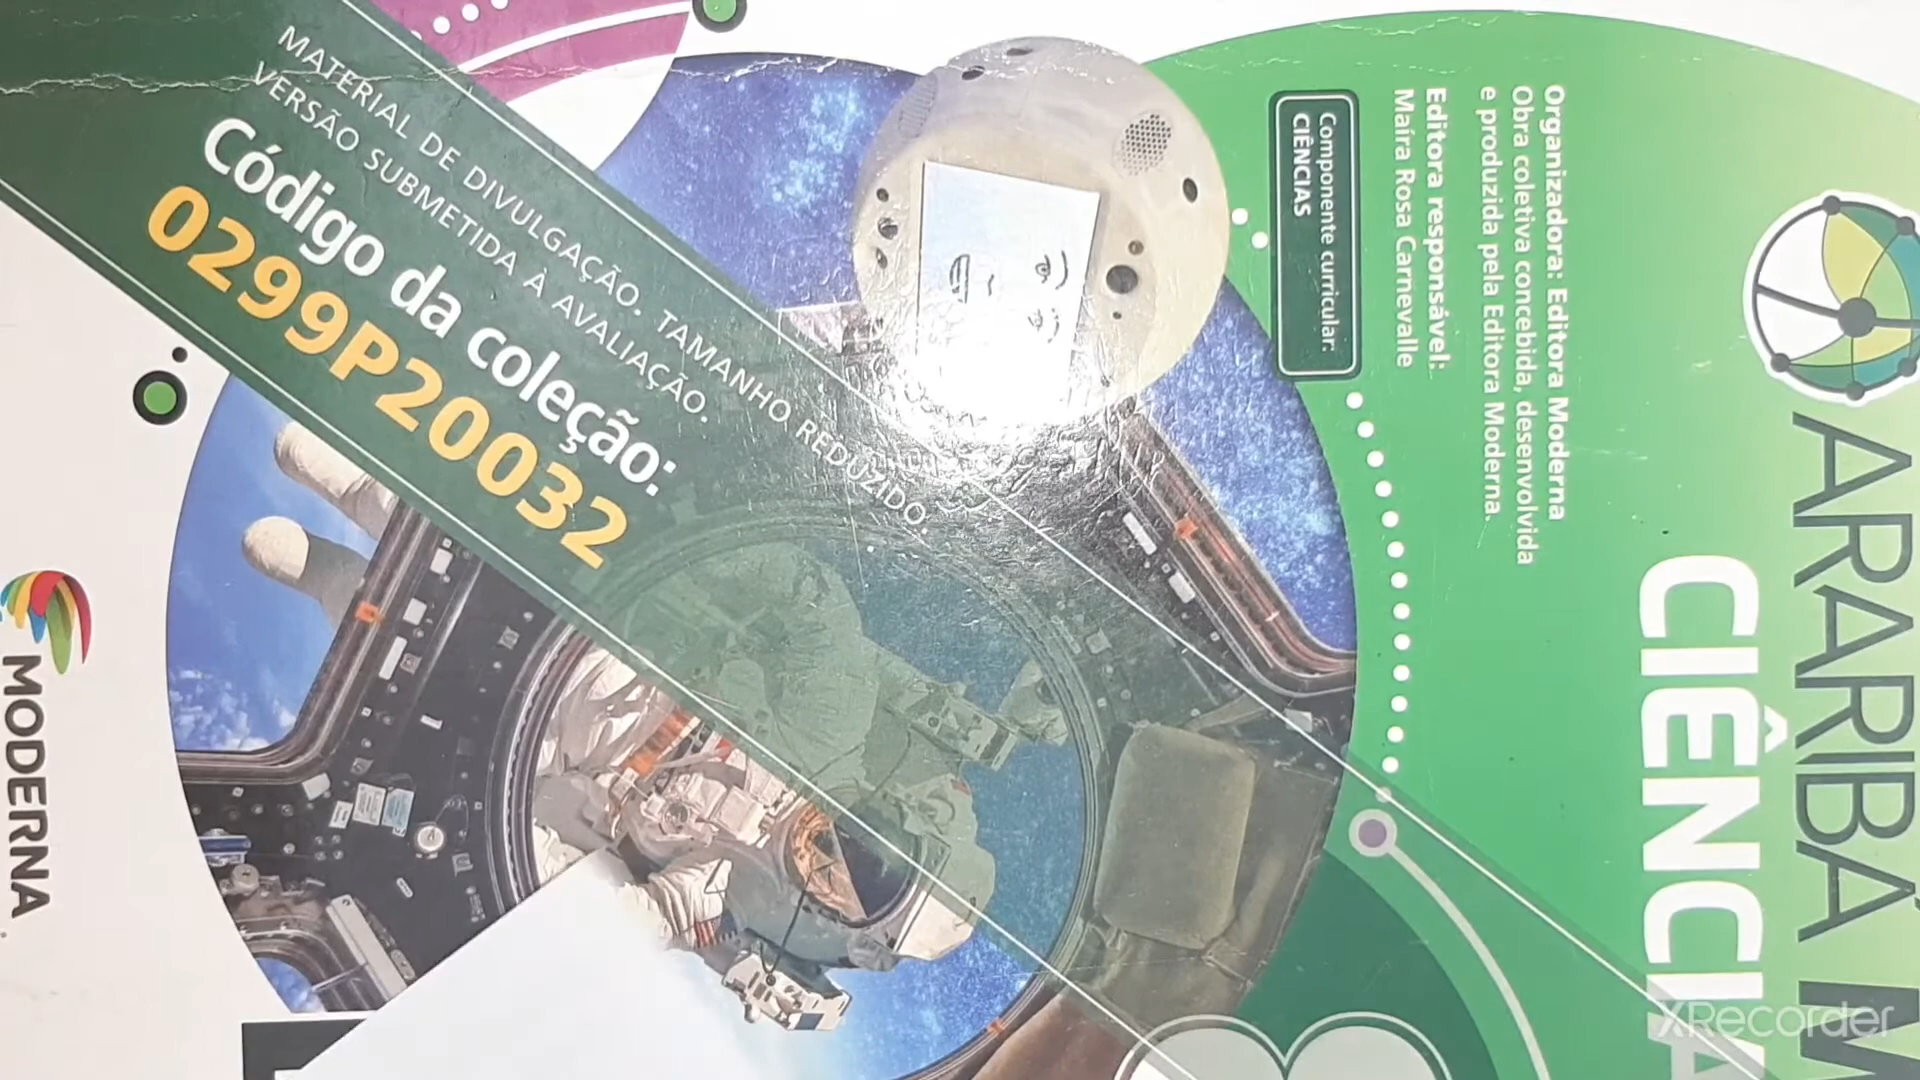 ARARIBÁ M
CIÊNCIA
Organizadora: Editora Moderna
Obra coletiva concebida, desenvolvida
e produzida pela Editora Moderna.
Editora responsável:
Maíra Rosa Carnevalle
Componente curricular:
CIÊNCIAS
MATERIAL DE DIVULGAÇÃO. TAMANHO REDUZIDO.
VERSÃO SUBMETIDA À AVALIAÇÃO.
Código da coleção:
0299P20032
MODERNA
XRecorder